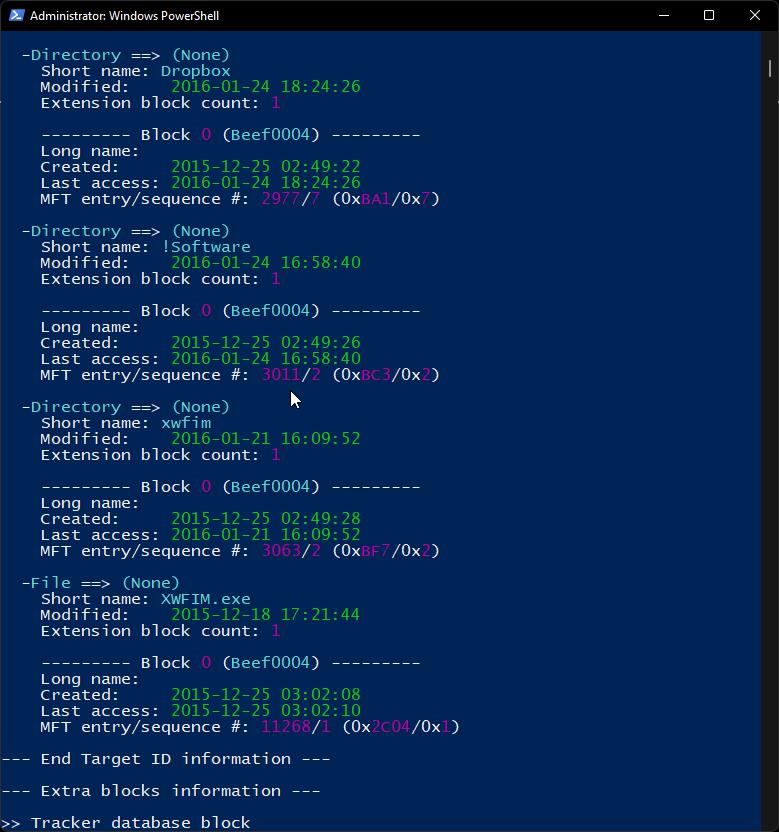 Administrator: Windows PowerShell
-Directory ==> (None)
Short name: Dropbox
Modified: 2016-01-24 18:24:26
Extension block count: 1
--------- Block 0 (Beef0004) ---------
Long name:
Created: 2015-12-25 02:49:22
Last access: 2016-01-24 18:24:26
MFT entry/sequence #: 2977/7 (0xBA1/0x7)
-Directory ==> (None)
Short name: !Software
Modified: 2016-01-24 16:58:40
Extension block count: 1
--------- Block 0 (Beef0004) ---------
Long name:
Created: 2015-12-25 02:49:26
Last access: 2016-01-24 16:58:40
MFT entry/sequence #: 3011/2 (0xBC3/0x2)
-Directory ==> (None)
Short name: xwfim
Modified: 2016-01-21 16:09:52
Extension block count: 1
--------- Block 0 (Beef0004) ---------
Long name:
Created: 2015-12-25 02:49:28
Last access: 2016-01-21 16:09:52
MFT entry/sequence #: 3063/2 (0xBF7/0x2)
-File ==> (None)
Short name: XWFIM.exe
Modified: 2015-12-18 17:21:44
Extension block count: 1
--------- Block 0 (Beef0004) ---------
Long name:
Created: 2015-12-25 03:02:08
Last access: 2015-12-25 03:02:10
MFT entry/sequence #: 11268/1 (0x2C04/0x1)
--- End Target ID information ---
--- Extra blocks information ---
>> Tracker database block